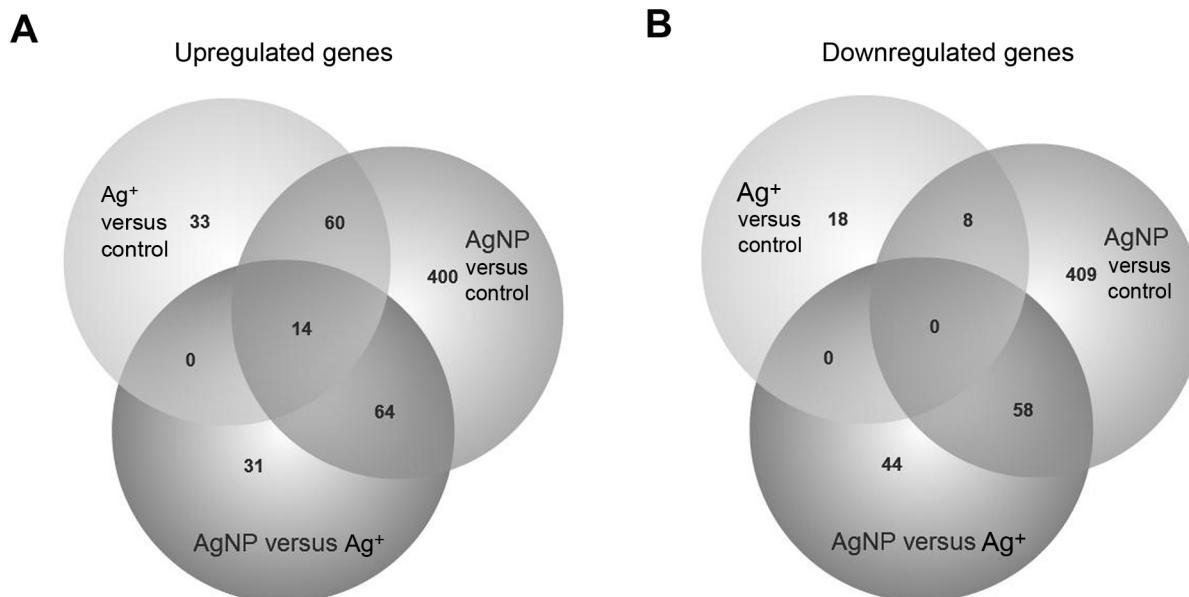 A
Upregulated genes
Ag⁺
versus
control
33
60
400
AgNP
versus
control
14
0
64
31
AgNP versus Ag⁺
B
Downregulated genes
Ag⁺
versus
control
18
8
409
AgNP
versus
control
0
0
58
44
AgNP versus Ag⁺